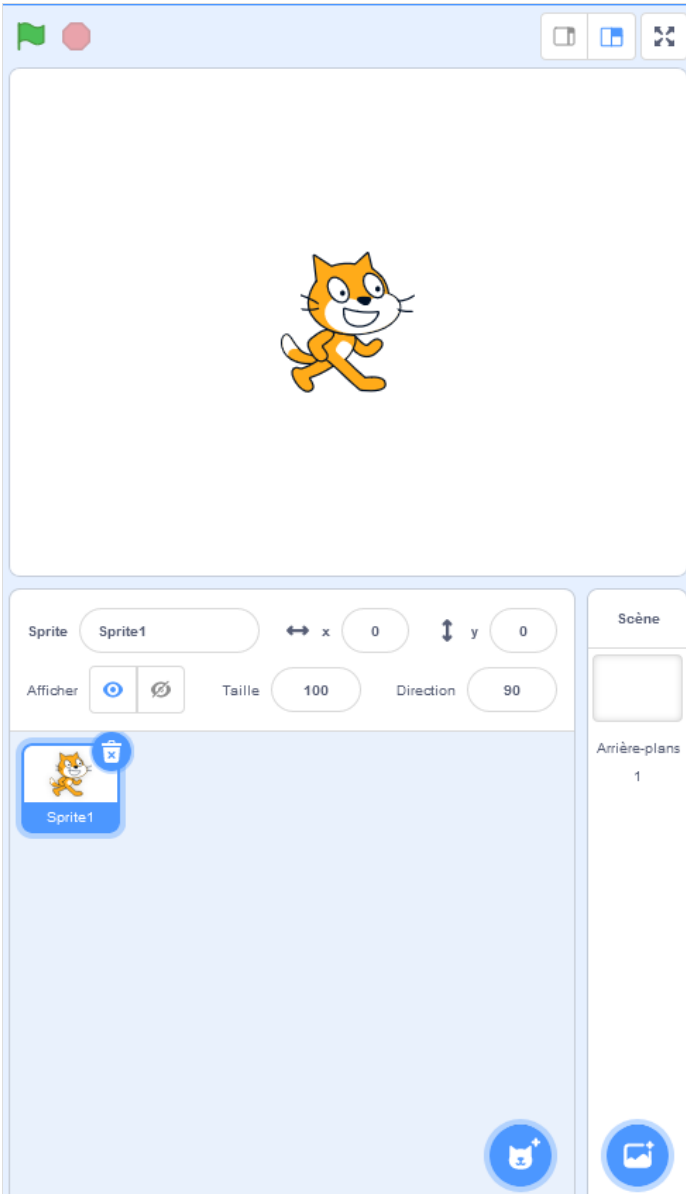 Sprite Sprite1 x 0 y 0
Afficher Taille 100 Direction 90
Sprite1
Scène
Arrière-plans
1